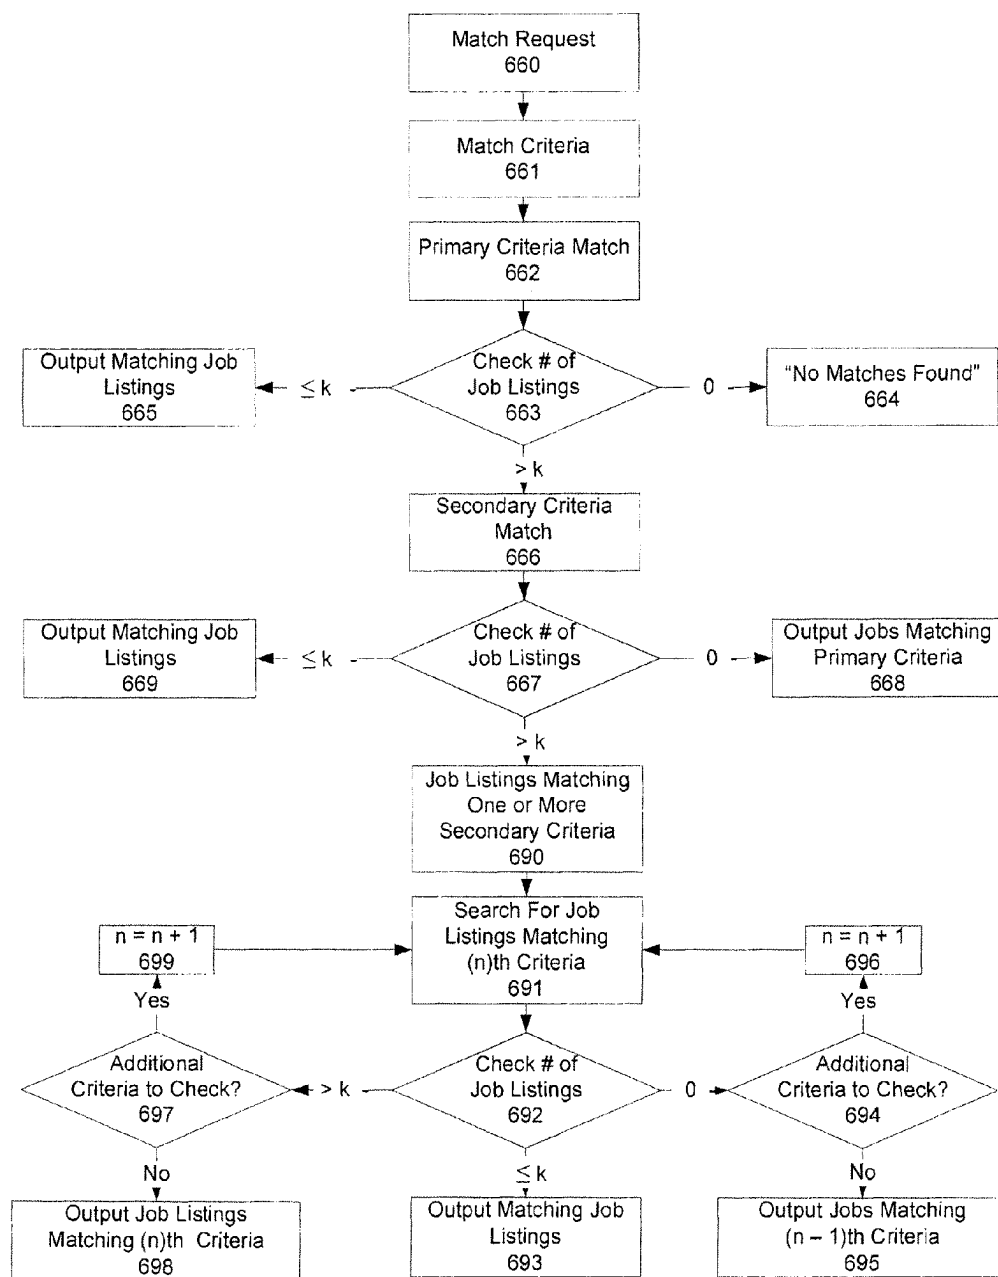 Match Request
660
Match Criteria
661
Primary Criteria Match
662
Output Matching Job
Listings
665
≤ k
Check # of
Job Listings
663
0
“No Matches Found”
664
> k
Secondary Criteria
Match
666
Output Matching Job
Listings
669
≤ k
Check # of
Job Listings
667
0
Output Jobs Matching
Primary Criteria
668
> k
Job Listings Matching
One or More
Secondary Criteria
690
Search For Job
Listings Matching
(n)th Criteria
691
n = n + 1
699
n = n + 1
696
Yes
Yes
Additional
Criteria to Check?
697
> k
Check # of
Job Listings
692
0
Additional
Criteria to Check?
694
No
≤ k
No
Output Job Listings
Matching (n)th Criteria
698
Output Matching Job
Listings
693
Output Jobs Matching
(n – 1)th Criteria
695